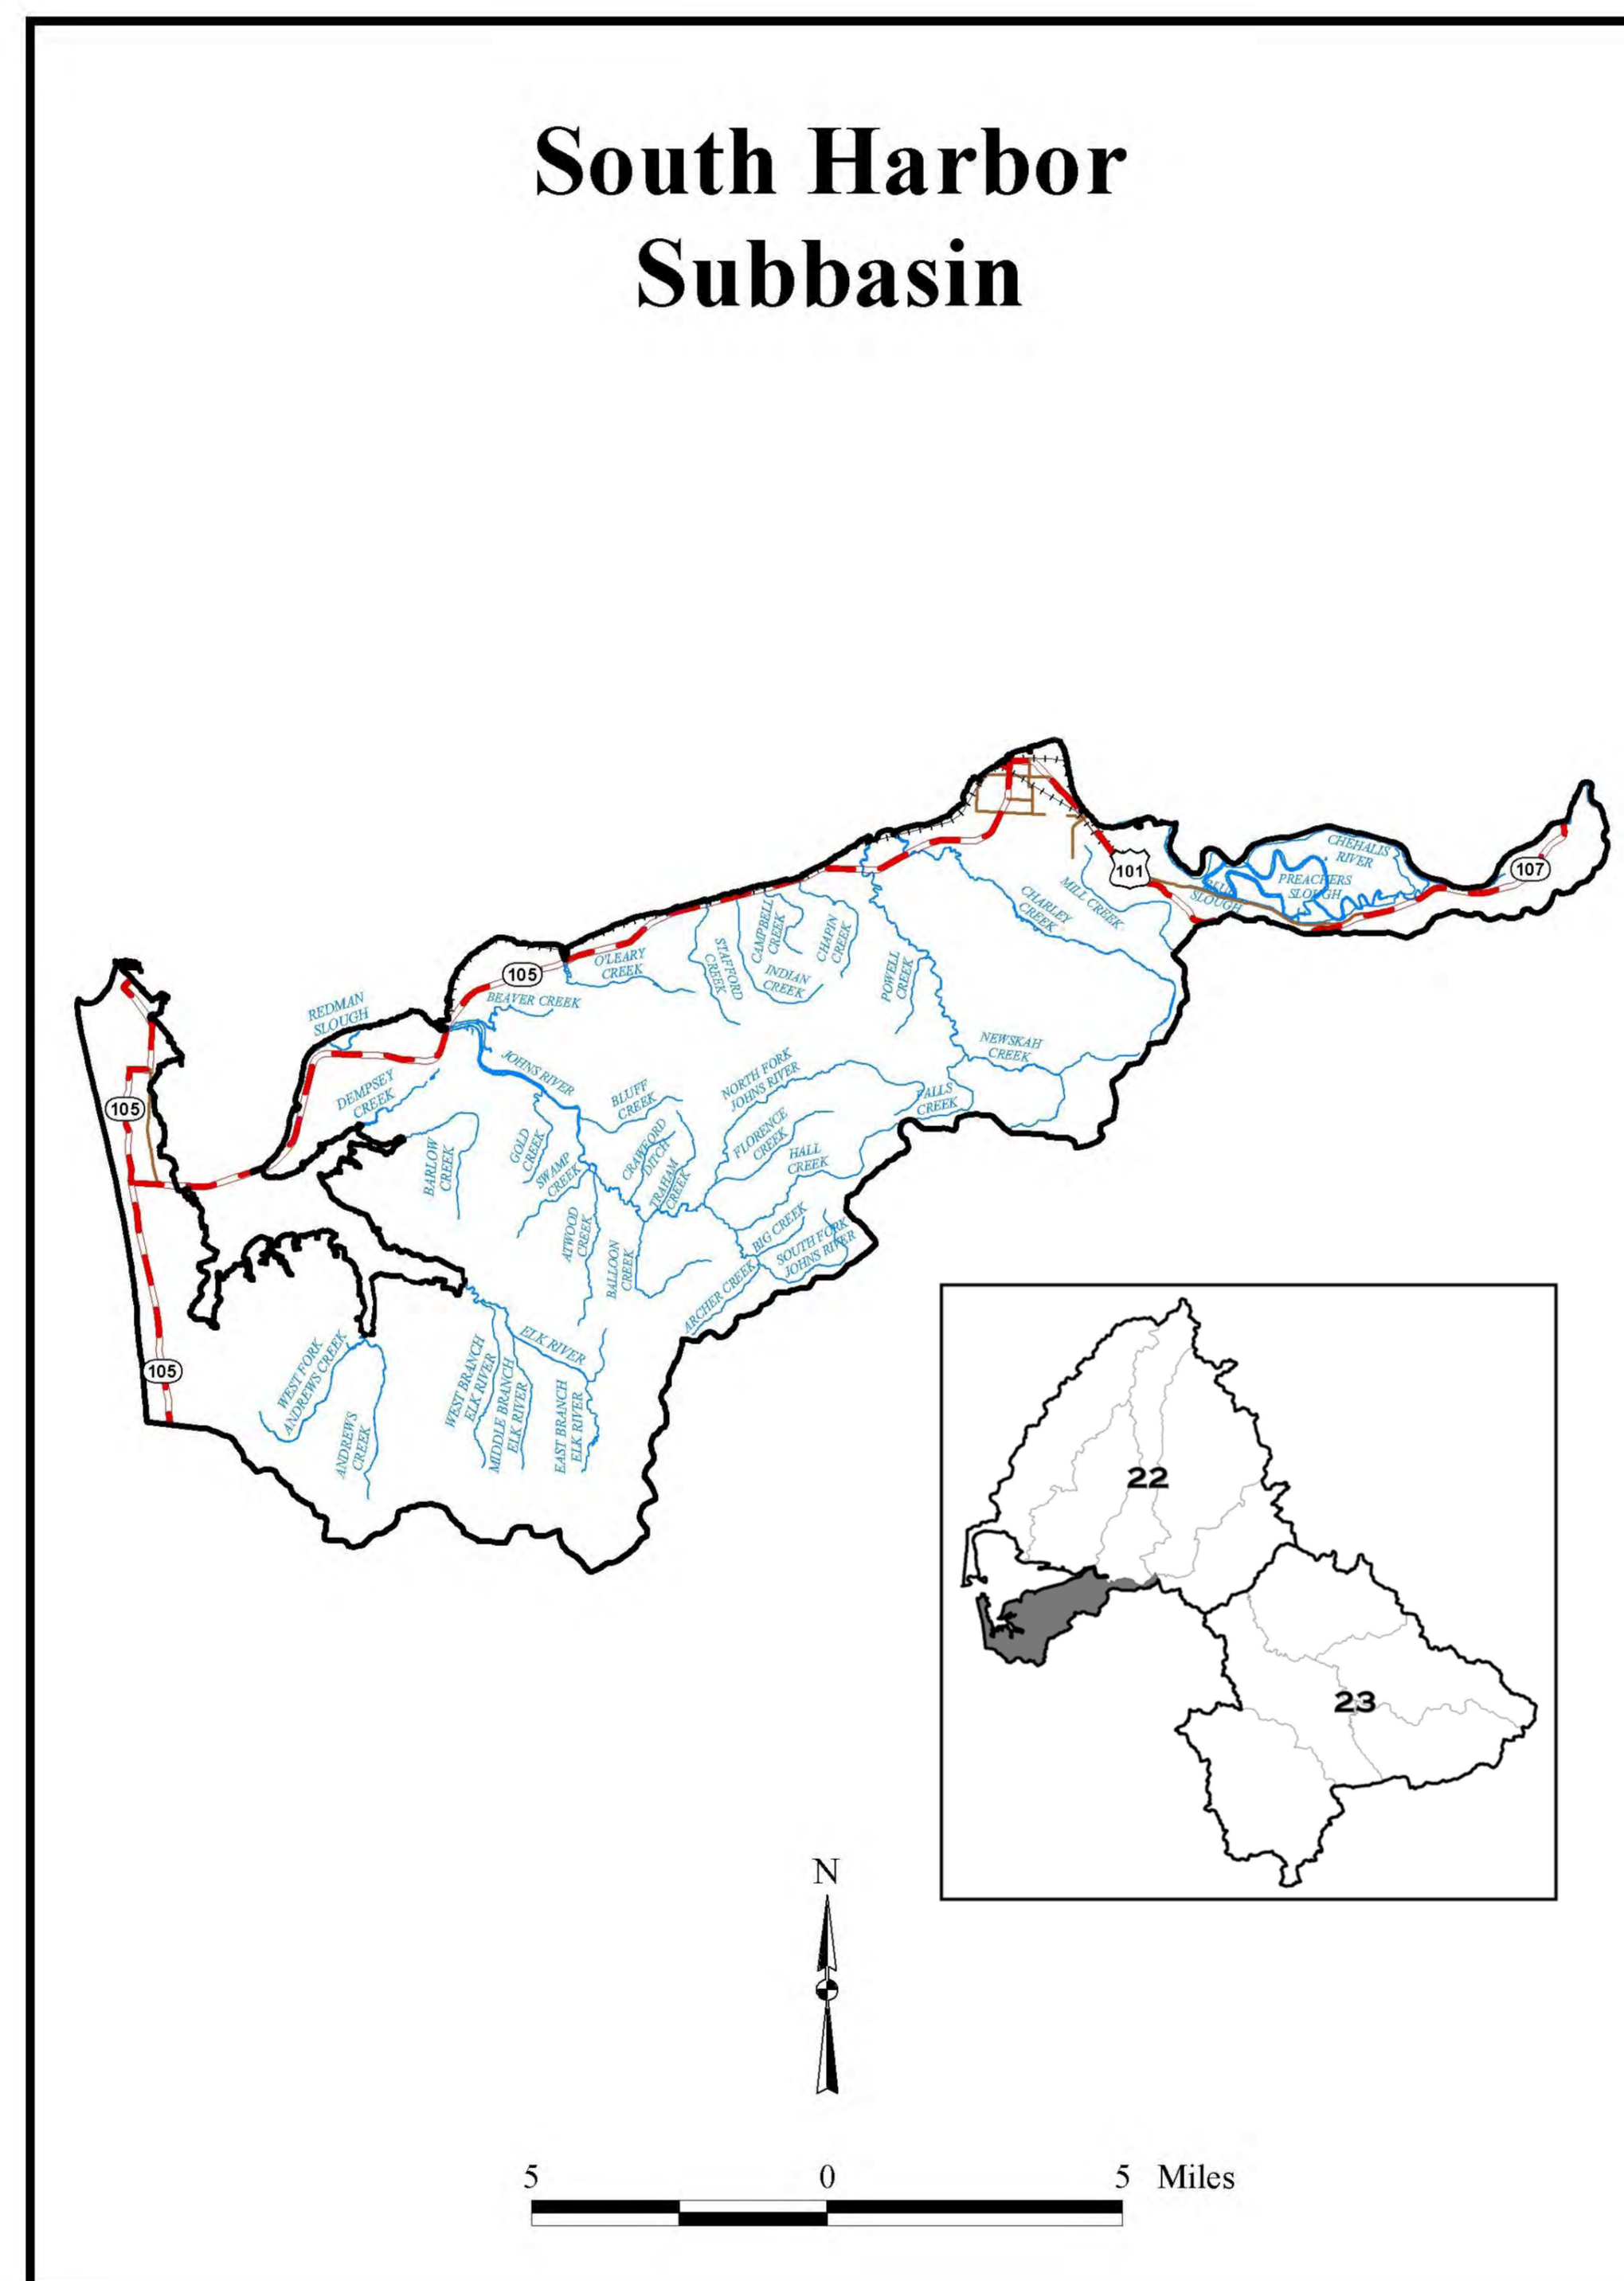 South Harbor
Subbasin
CHEHALIS
RIVER
PREACHERS
SLOUGH
SLOUGH
107
101
MILL CREEK
CHARLEY
CREEK
CAMPBELL
CREEK
CHAPIN
CREEK
STAFFORD
CREEK
INDIAN
CREEK
POWELL
CREEK
O'LEARY
CREEK
105
BEAVER CREEK
REDMAN
SLOUGH
NEWSKAH
CREEK
JOHNS RIVER
DEMPSEY
CREEK
BLUFF
CREEK
NORTH FORK
JOHNS RIVER
FALLS
CREEK
105
FLORENCE
CREEK
HALL
CREEK
GOLD
CREEK
SWAMP
CREEK
CRAWFORD
DITCH
TRAHAM
CREEK
BARLOW
CREEK
ATWOOD
CREEK
BALLOON
CREEK
BIG CREEK
SOUTH FORK
JOHNS RIVER
ARCHER CREEK
ELK RIVER
WEST FORK
ANDREWS CREEK
WEST BRANCH
ELK RIVER
MIDDLE BRANCH
ELK RIVER
EAST BRANCH
ELK RIVER
105
ANDREWS
CREEK
22
23
N
5 0 5 Miles